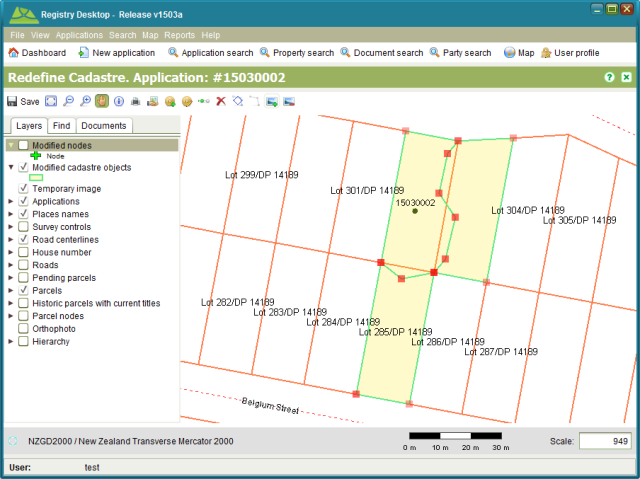 Registry Desktop - Release v1503a
File View Applications Search Map Reports Help
Dashboard New application Application search Property search Document search Party search Map User profile
Redefine Cadastre. Application: #15030002
Save
Layers Find Documents
Modified nodes
Node
Modified cadastre objects
Temporary image
Applications
Places names
Survey controls
Road centerlines
House number
Roads
Pending parcels
Parcels
Historic parcels with current titles
Parcel nodes
Orthophoto
Hierarchy
Lot 299/DP 14189
Lot 301/DP 14189
15030002
Lot 304/DP 14189
Lot 305/DP 14189
Lot 282/DP 14189
Lot 283/DP 14189
Lot 284/DP 14189
Lot 285/DP 14189
Lot 286/DP 14189
Lot 287/DP 14189
Belgium Street
NZGD2000 / New Zealand Transverse Mercator 2000
0 m 10 m 20 m 30 m
Scale: 949
User: test